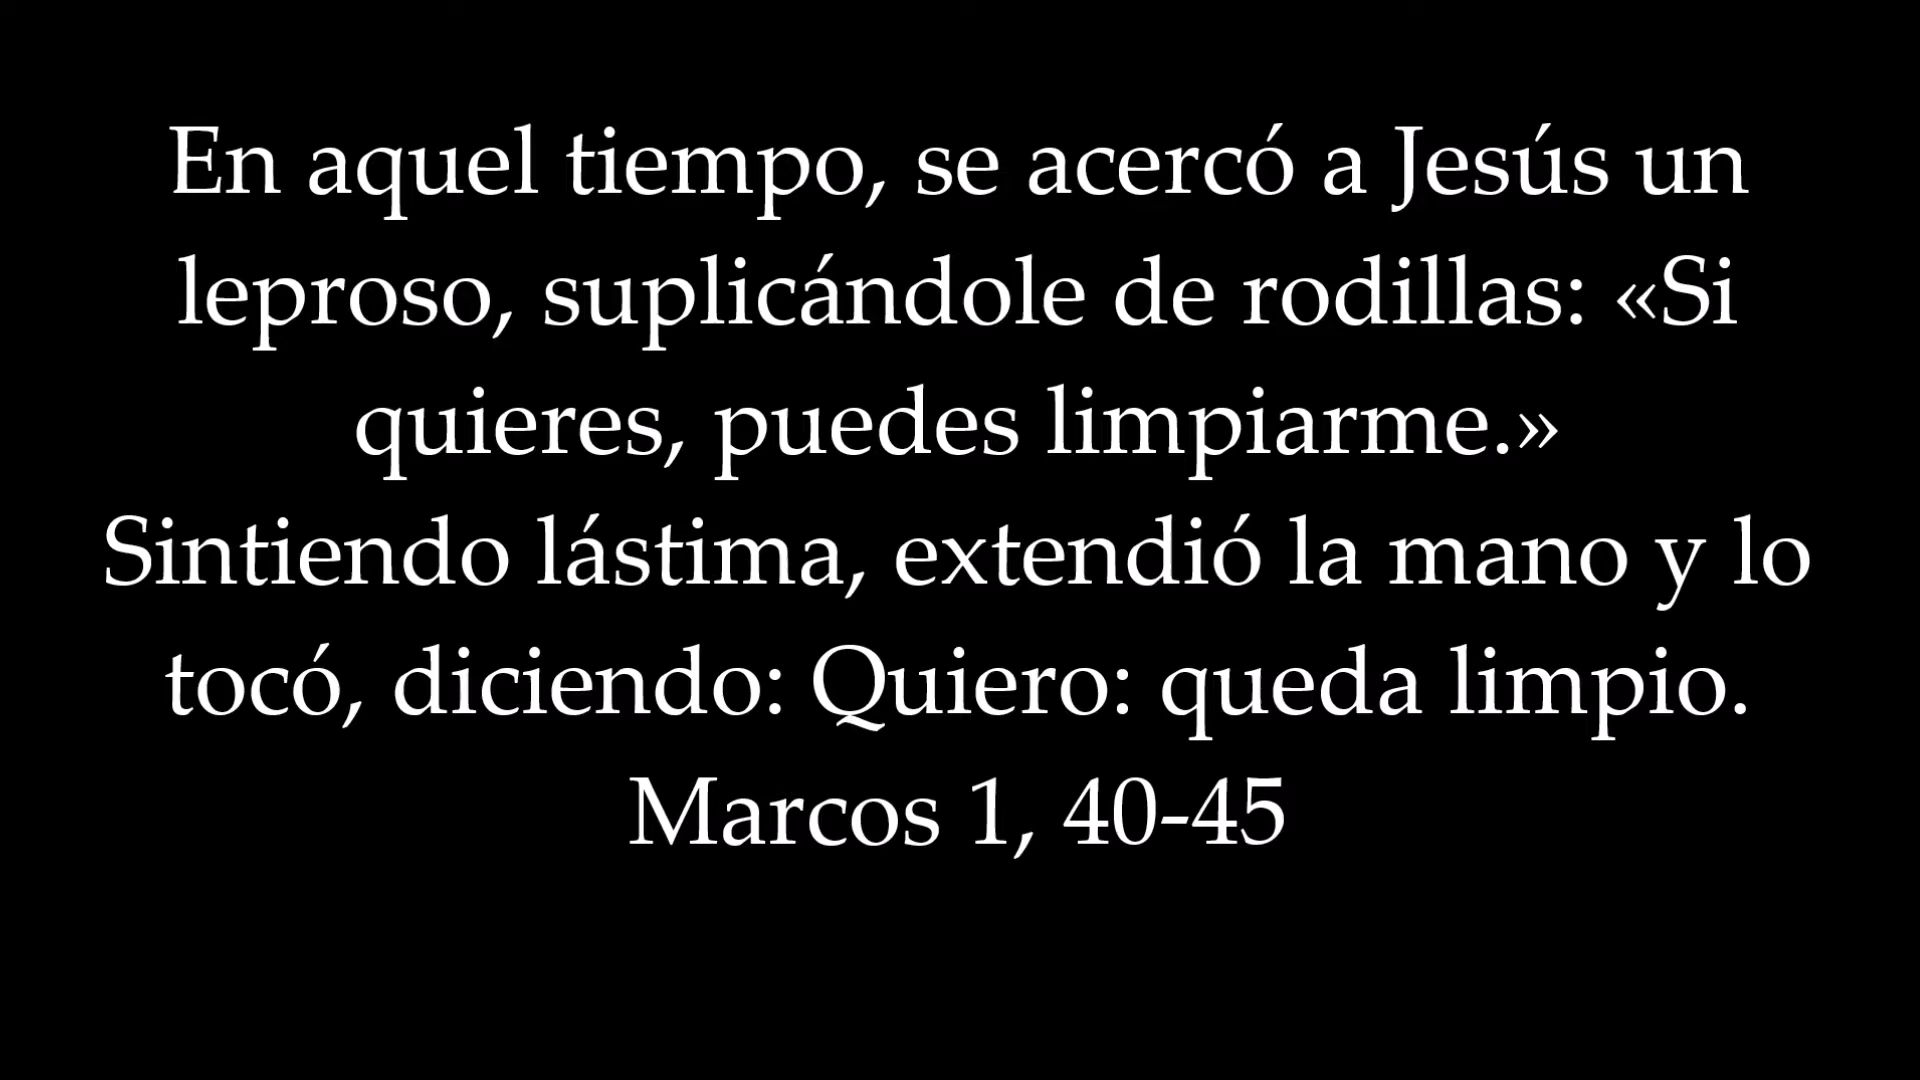 En aquel tiempo, se acercó a Jesús un
leproso, suplicándole de rodillas: «Si
quieres, puedes limpiarme.»
Sintiendo lástima, extendió la mano y lo
tocó, diciendo: Quiero: queda limpio.
Marcos 1, 40-45